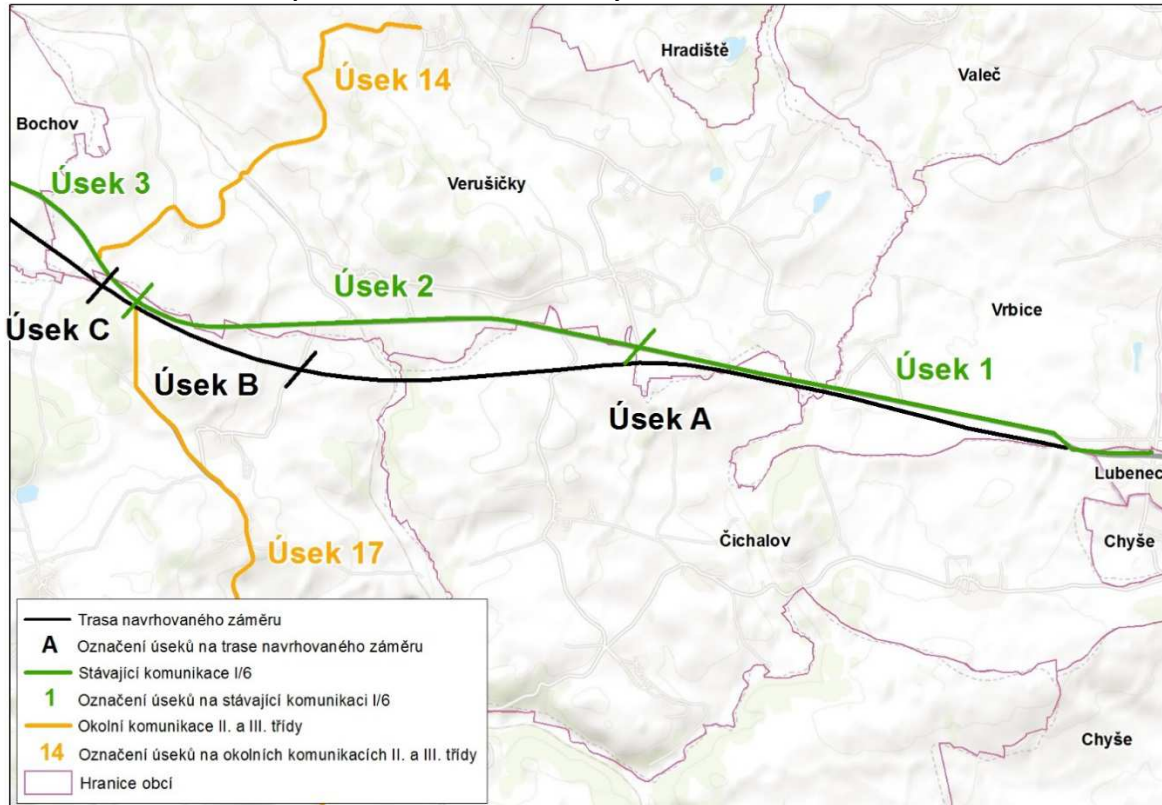 Hradiště
Úsek 14
Valeč
Bochov
Úsek 3
Verušičky
Úsek 2
Vrbice
Úsek C
Úsek B
Úsek 1
Úsek A
Lubenec
Čichalov
Chyše
Úsek 17
Trasa navrhovaného záměru
A Označení úseků na trase navrhovaného záměru
Stávající komunikace I/6
1 Označení úseků na stávající komunikaci I/6
Okolní komunikace II. a III. třídy
14 Označení úseků na okolních komunikacích II. a III. třídy
Hranice obcí
Chyše